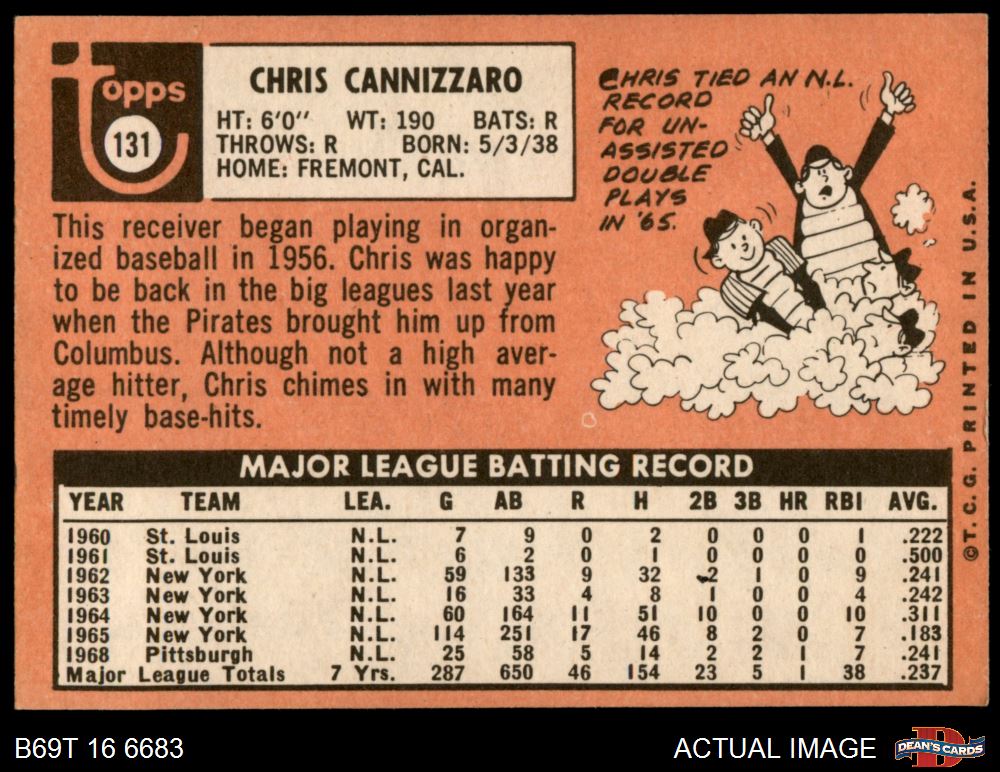 Topps
131
CHRIS CANNIZZARO
HT: 6'0" WT: 190 BATS: R
THROWS: R BORN: 5/3/38
HOME: FREMONT, CAL.
This receiver began playing in organ-
ized baseball in 1956. Chris was happy
to be back in the big leagues last year
when the Pirates brought him up from
Columbus. Although not a high aver-
age hitter, Chris chimes in with many
timely base-hits.
CHRIS TIED AN N.L.
RECORD
FOR UN-
ASSISTED
DOUBLE
PLAYS
IN '65.
©T.C.G. PRINTED IN U.S.A.
MAJOR LEAGUE BATTING RECORD
YEAR TEAM LEA. G AB R H 2B 3B HR RBI AVG.
1960 St. Louis N.L. 7 9 0 2 0 0 0 1 .222
1961 St. Louis N.L. 6 2 0 1 0 0 0 0 .500
1962 New York N.L. 59 133 9 32 2 1 0 9 .241
1963 New York N.L. 16 33 4 8 1 0 0 4 .242
1964 New York N.L. 60 164 11 51 10 0 0 10 .311
1965 New York N.L. 114 251 17 46 8 2 0 7 .183
1968 Pittsburgh N.L. 25 58 5 14 2 2 1 7 .241
Major League Totals 7 Yrs. 287 650 46 154 23 5 1 38 .237
B69T 16 6683
ACTUAL IMAGE
D
DEAN'S CARDS